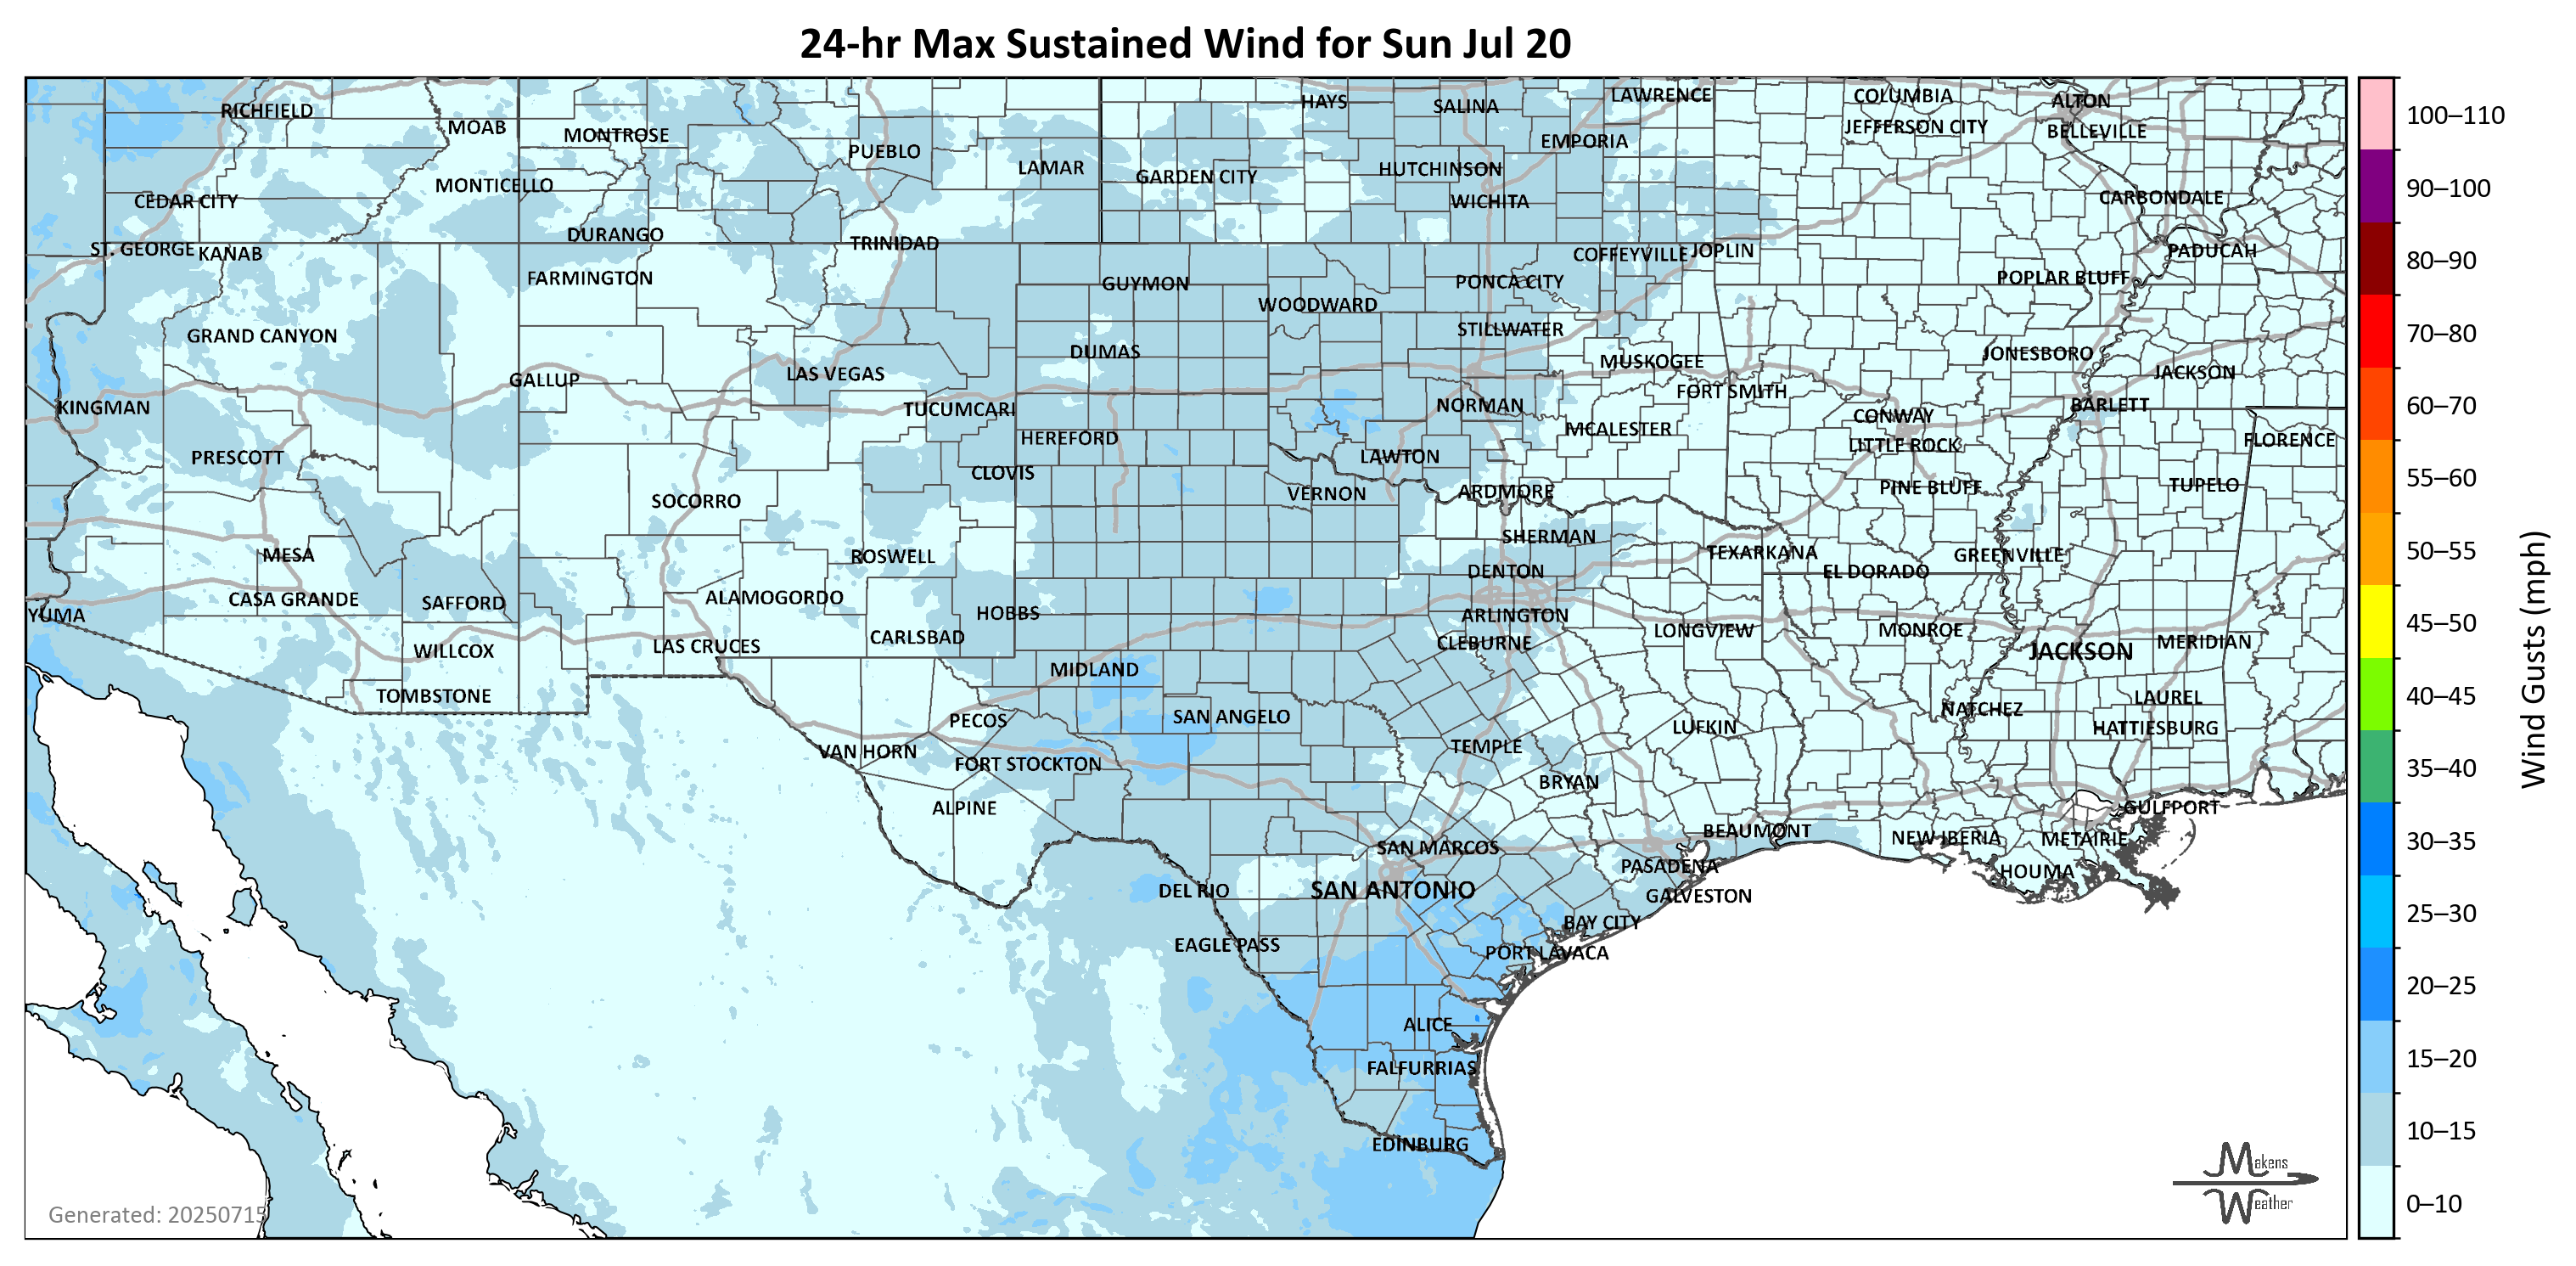 24-hr Max Sustained Wind for Sun Jul 20
RICHFIELD
MOAB
MONTROSE
PUEBLO
LAMAR
HAYS
SALINA
LAWRENCE
COLUMBIA
ALTON
JEFFERSON CITY
BELLEVILLE
EMPORIA
GARDEN CITY
HUTCHINSON
WICHITA
CEDAR CITY
MONTICELLO
CARBONDALE
ST. GEORGE
KANAB
DURANGO
TRINIDAD
COFFEYVILLE
JOPLIN
PADUCAH
FARMINGTON
GUYMON
PONCA CITY
POPLAR BLUFF
WOODWARD
GRAND CANYON
STILLWATER
DUMAS
MUSKOGEE
JONESBORO
GALLUP
LAS VEGAS
FORT SMITH
JACKSON
KINGMAN
TUCUMCARI
NORMAN
CONWAY
BARLETT
HEREFORD
MCALESTER
LITTLE ROCK
FLORENCE
PRESCOTT
CLOVIS
LAWTON
SOCORRO
VERNON
ARDMORE
PINE BLUFF
TUPELO
MESA
ROSWELL
SHERMAN
TEXARKANA
GREENVILLE
DENTON
EL DORADO
YUMA
CASA GRANDE
SAFFORD
ALAMOGORDO
HOBBS
ARLINGTON
WILLCOX
LAS CRUCES
CARLSBAD
CLEBURNE
LONGVIEW
MONROE
JACKSON
MERIDIAN
TOMBSTONE
MIDLAND
PECOS
SAN ANGELO
LAUREL
NATCHEZ
HATTIESBURG
VAN HORN
FORT STOCKTON
TEMPLE
LUFKIN
BRYAN
ALPINE
GULFPORT
BEAUMONT
NEW IBERIA
METAIRIE
SAN MARCOS
PASADENA
HOUMA
DEL RIO
SAN ANTONIO
GALVESTON
BAY CITY
EAGLE PASS
PORT LAVACA
ALICE
FALFURRIAS
EDINBURG
Generated: 20250715
Makens
Weather
100–110
90–100
80–90
70–80
60–70
55–60
50–55
45–50
40–45
35–40
30–35
25–30
20–25
15–20
10–15
0–10
Wind Gusts (mph)